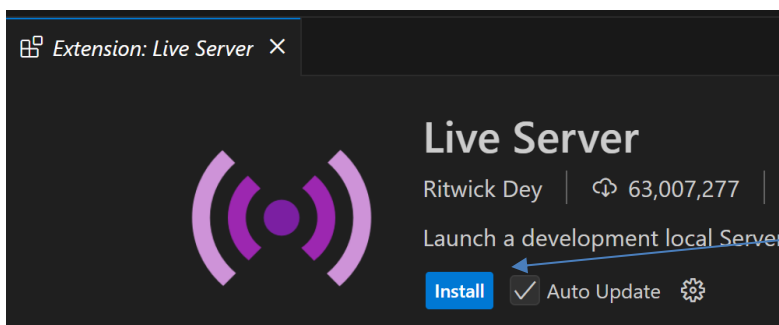 Extension: Live Server
Live Server
Ritwick Dey 63,007,277
Launch a development local Server
Install Auto Update